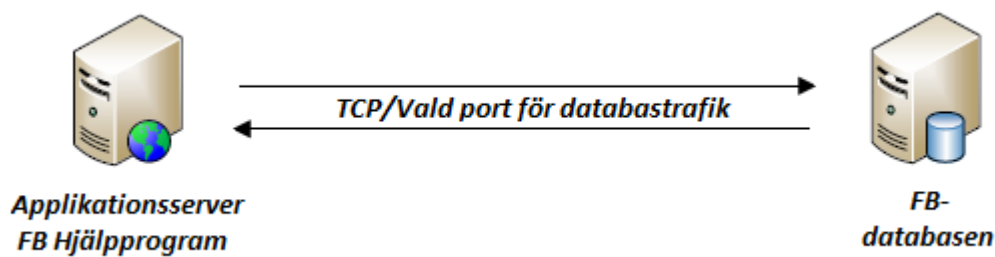 TCP/Vald port för databastrafik
Applikationsserver
FB Hjälpprogram
FB-
databasen